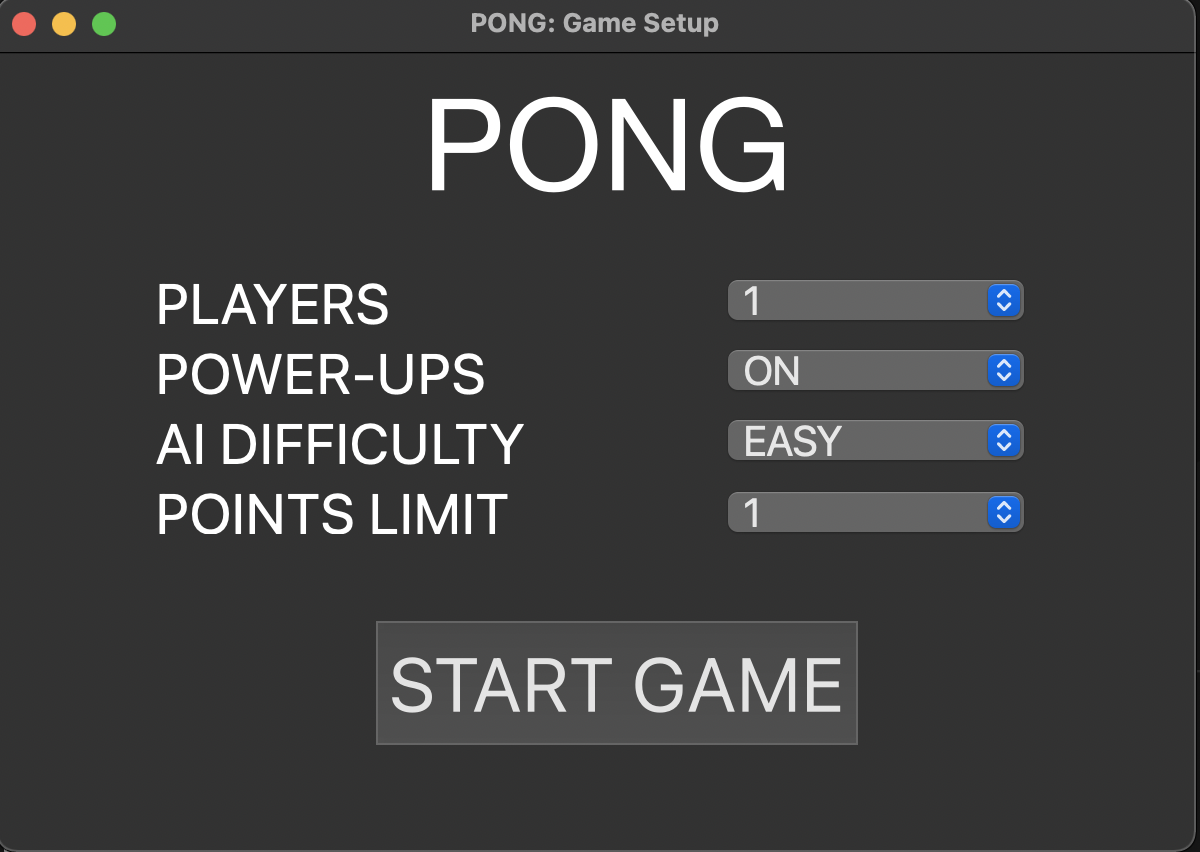 PONG: Game Setup
PONG
PLAYERS 1
POWER-UPS ON
AI DIFFICULTY EASY
POINTS LIMIT 1
START GAME